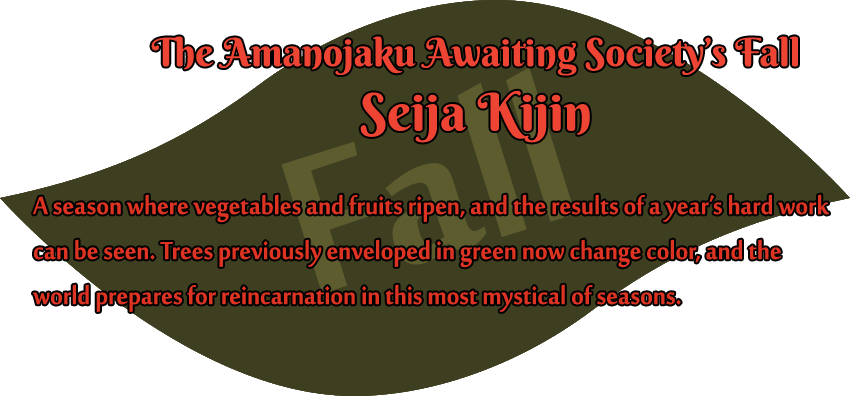 The Amanojaku Awaiting Society's Fall
Seija Kijin
Fall
A season where vegetables and fruits ripen, and the results of a year's hard work
can be seen. Trees previously enveloped in green now change color, and the
world prepares for reincarnation in this most mystical of seasons.